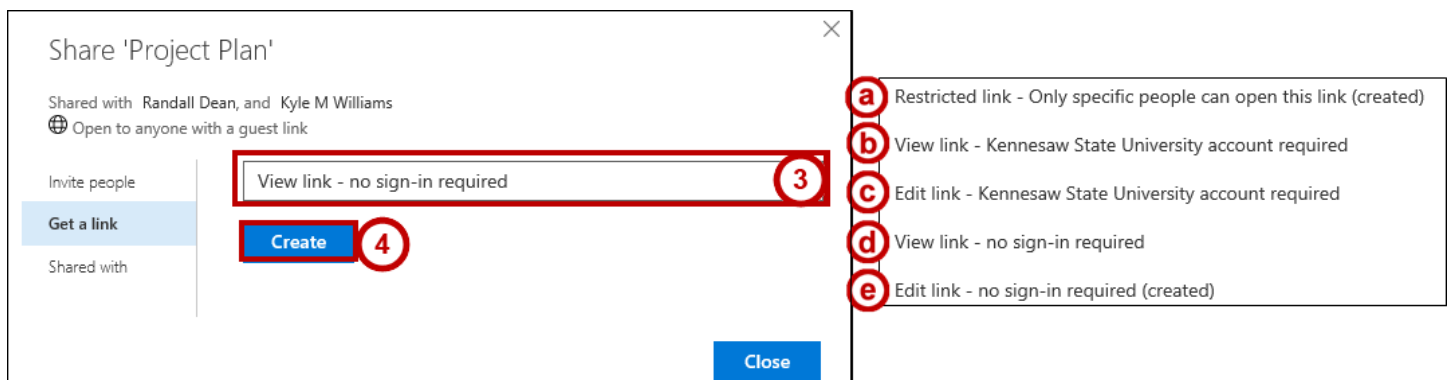 Share 'Project Plan'
Shared with Randall Dean, and Kyle M Williams
Open to anyone with a guest link
Invite people
Get a link
Shared with
View link - no sign-in required
3
Create
4
Close
a Restricted link - Only specific people can open this link (created)
b View link - Kennesaw State University account required
c Edit link - Kennesaw State University account required
d View link - no sign-in required
e Edit link - no sign-in required (created)